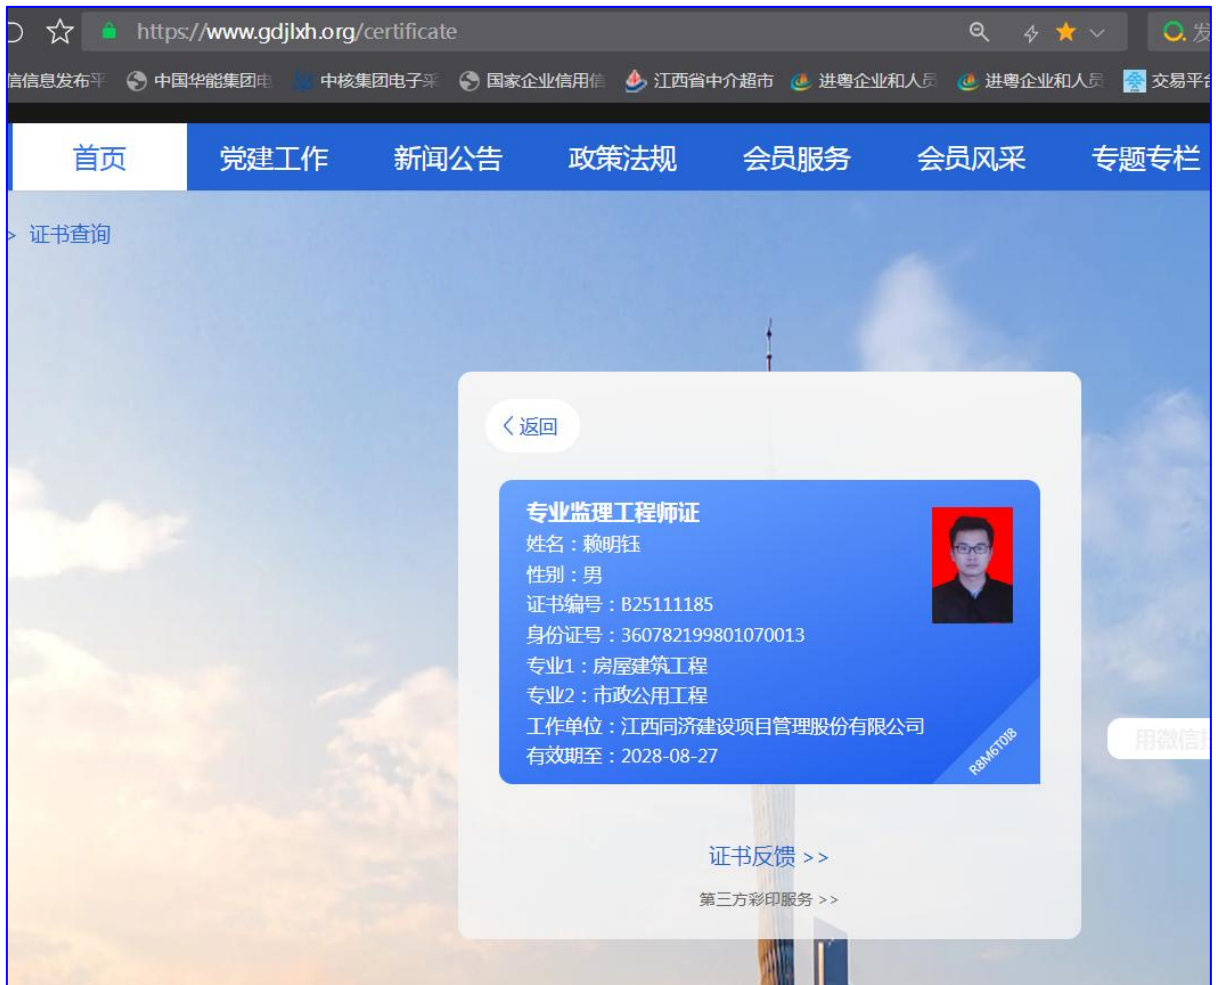 https://www.gdjlxh.org/certificate
信信息发布平 中国华能集团电 中核集团电子采 国家企业信用信 江西省中介超市 进粤企业和人员 进粤企业和人员 交易平台
首页 党建工作 新闻公告 政策法规 会员服务 会员风采 专题专栏
> 证书查询
返回
专业监理工程师证
姓名：赖明钰
性别：男
证书编号：B25111185
身份证号：360782199801070013
专业1：房屋建筑工程
专业2：市政公用工程
工作单位：江西同济建设项目管理股份有限公司
有效期至：2028-08-27
R8M6T0I8
用微信扫
证书反馈 >>
第三方彩印服务 >>